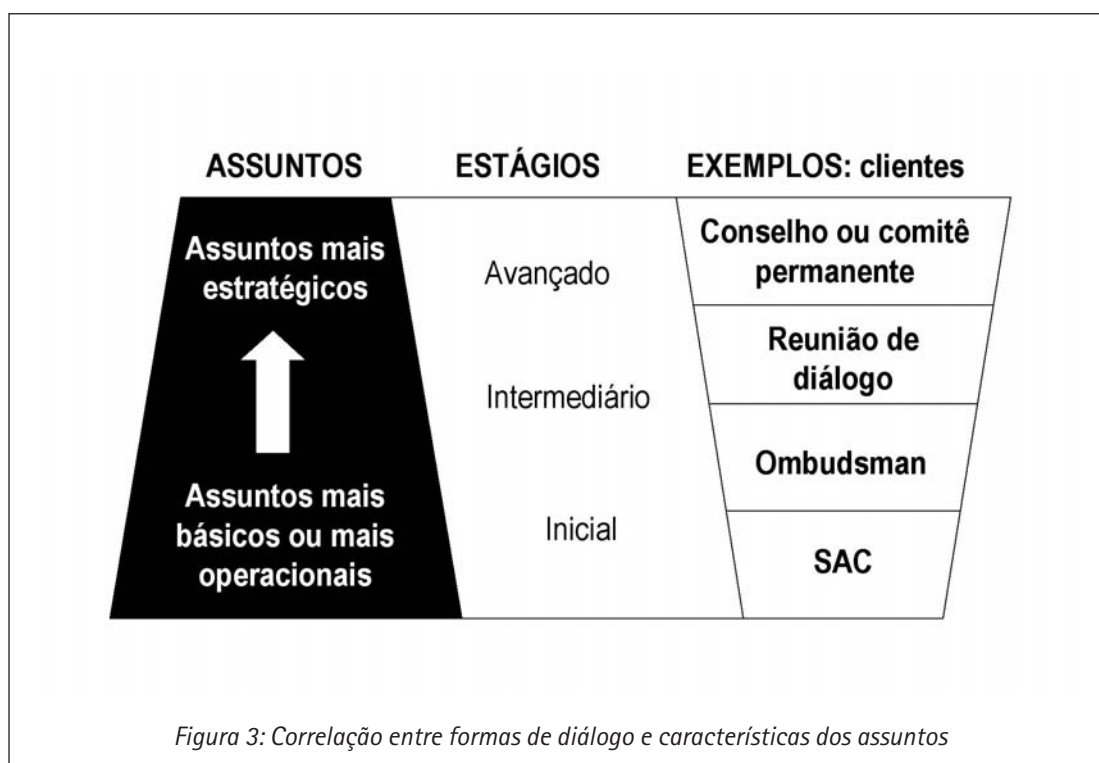 ASSUNTOS
ESTÁGIOS
EXEMPLOS: clientes
Assuntos mais
estratégicos
Assuntos mais
básicos ou mais
operacionais
Avançado
Intermediário
Inicial
Conselho ou comitê
permanente
Reunião de
diálogo
Ombudsman
SAC
Figura 3: Correlação entre formas de diálogo e características dos assuntos